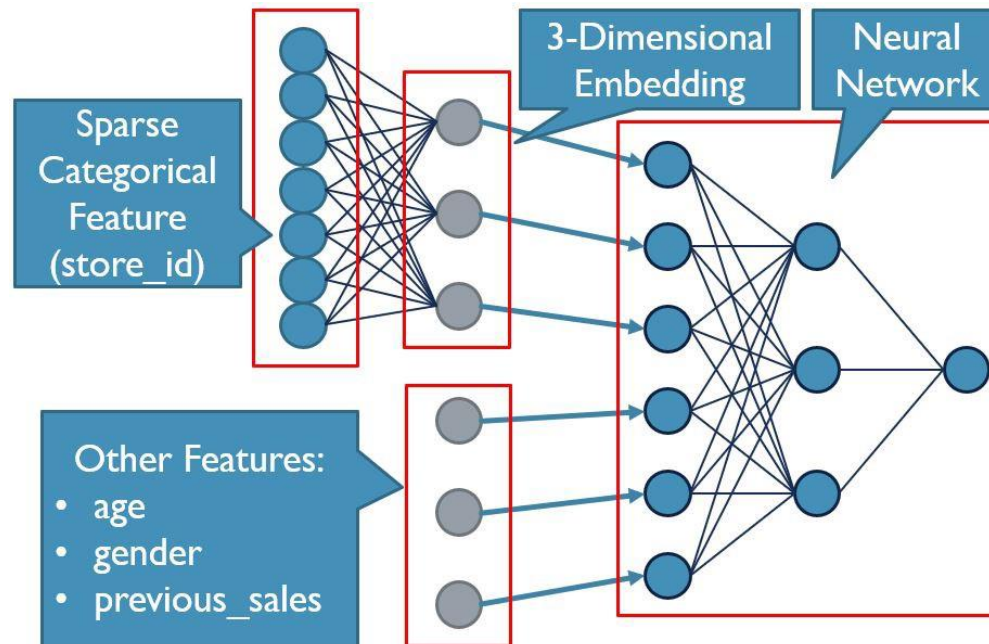 3-Dimensional
Embedding
Neural
Network
Sparse
Categorical
Feature
(store_id)
Other Features:
• age
• gender
• previous_sales